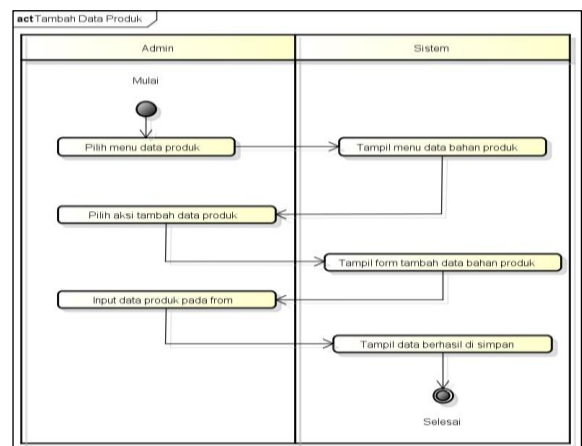 act Tambah Data Produk
Admin
Sistem
Mulai
Pilih menu data produk
Tampil menu data bahan produk
Pilih aksi tambah data produk
Tampil form tambah data bahan produk
Input data produk pada from
Tampil data berhasil di simpan
Selesai